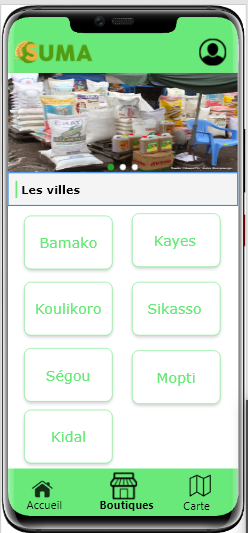 SUMA
Les villes
Bamako
Kayes
Koulikoro
Sikasso
Ségou
Mopti
Kidal
Accueil
Boutiques
Carte